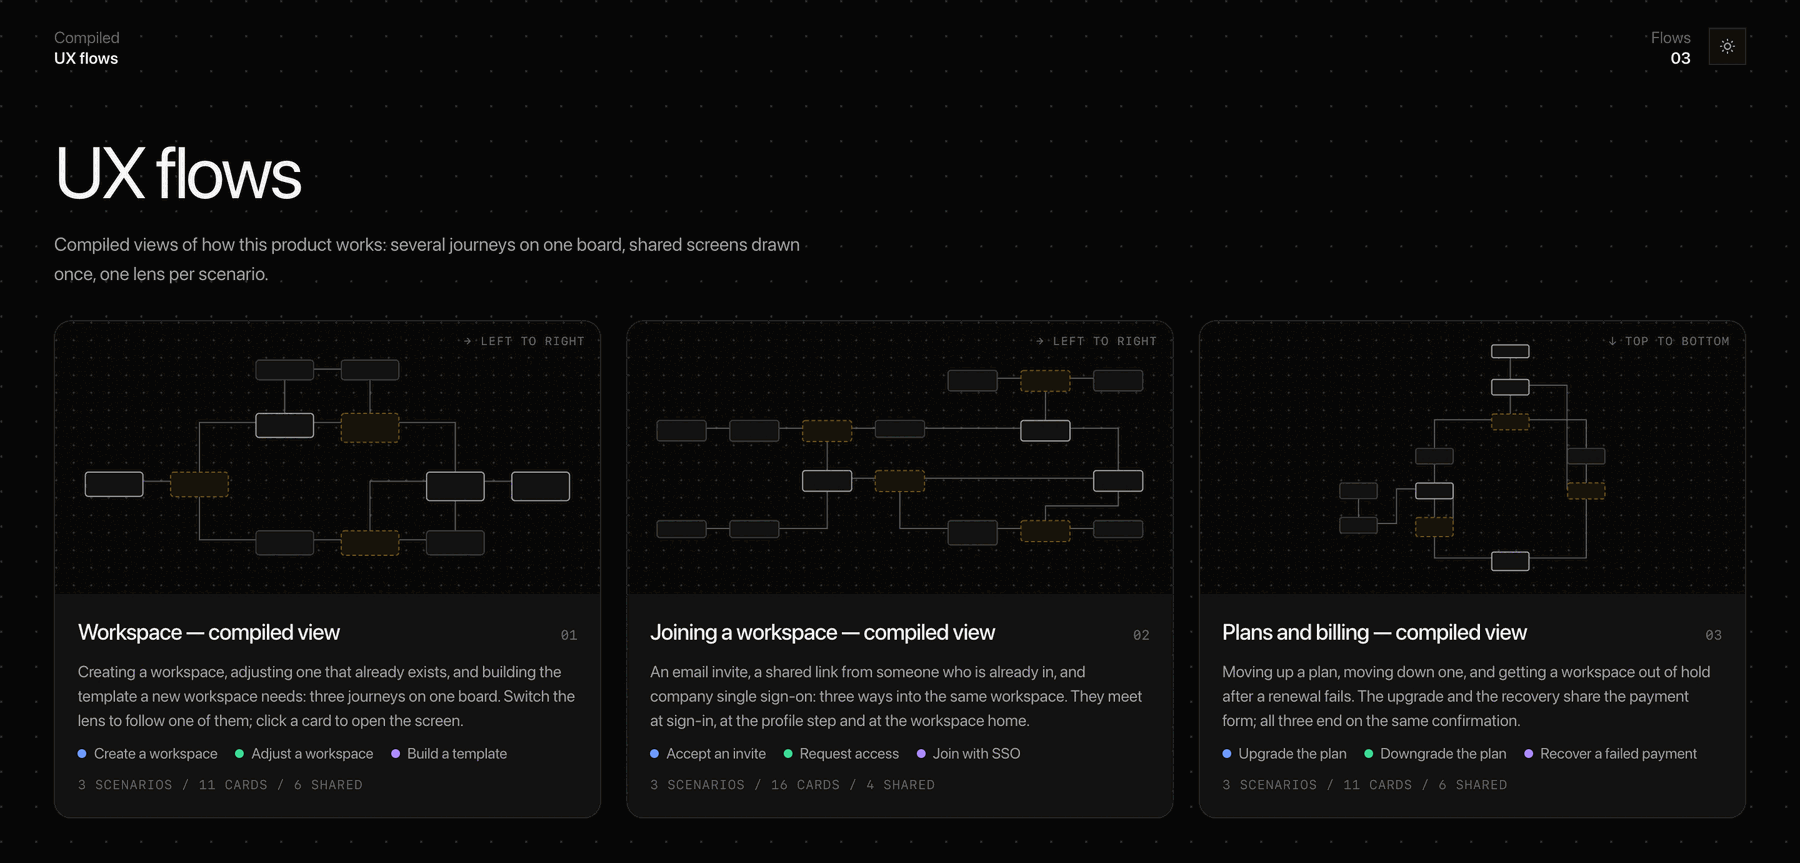 Compiled
UX flows
Flows
03
UX flows
Compiled views of how this product works: several journeys on one board, shared screens drawn
once, one lens per scenario.
→ LEFT TO RIGHT
Workspace — compiled view
01
Creating a workspace, adjusting one that already exists, and building the
template a new workspace needs: three journeys on one board. Switch the
lens to follow one of them; click a card to open the screen.
Create a workspace
Adjust a workspace
Build a template
3 SCENARIOS / 11 CARDS / 6 SHARED
→ LEFT TO RIGHT
Joining a workspace — compiled view
02
An email invite, a shared link from someone who is already in, and
company single sign-on: three ways into the same workspace. They meet
at sign-in, at the profile step and at the workspace home.
Accept an invite
Request access
Join with SSO
3 SCENARIOS / 16 CARDS / 4 SHARED
↓ TOP TO BOTTOM
Plans and billing — compiled view
03
Moving up a plan, moving down one, and getting a workspace out of hold
after a renewal fails. The upgrade and the recovery share the payment
form; all three end on the same confirmation.
Upgrade the plan
Downgrade the plan
Recover a failed payment
3 SCENARIOS / 11 CARDS / 6 SHARED